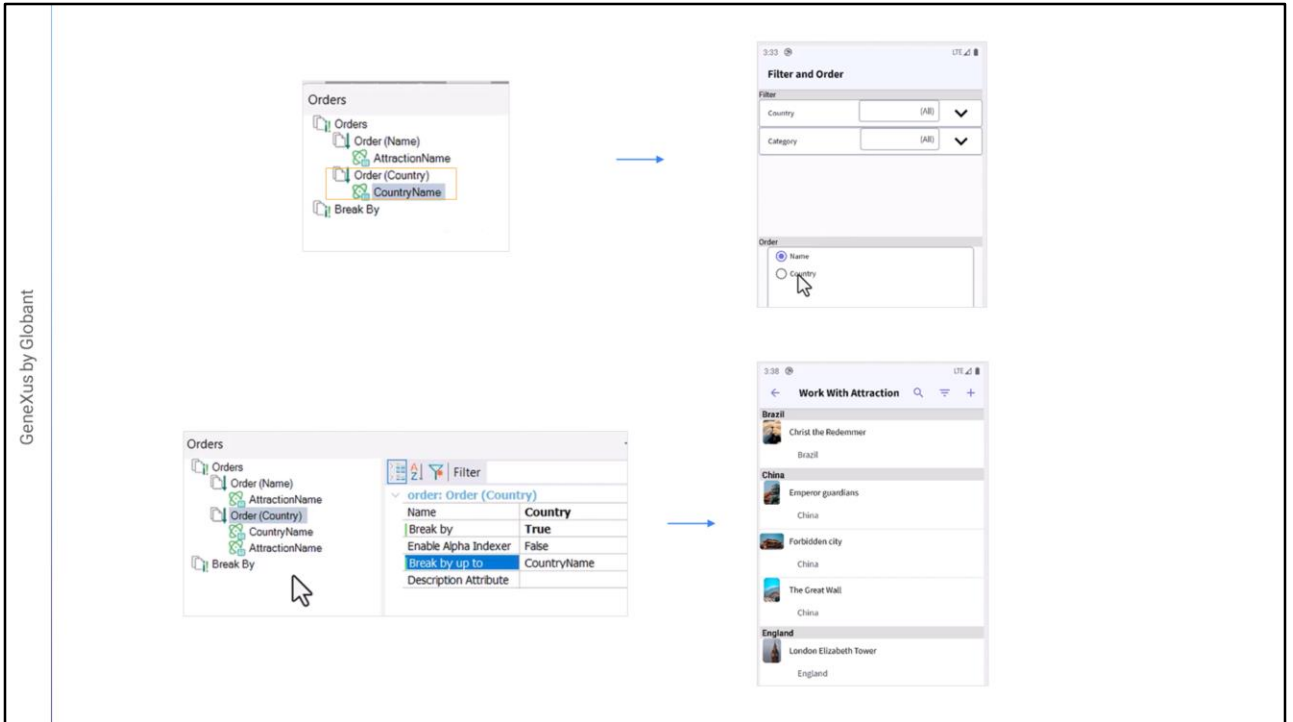 GeneXus by Globant
Orders
Orders
Order (Name)
AttractionName
Order (Country)
CountryName
Break By
3:33
LTE
Filter and Order
Filter
Country
(All)
Category
(All)
Order
Name
Country
Orders
Orders
Order (Name)
AttractionName
Order (Country)
CountryName
AttractionName
Break By
Filter
order: Order (Country)
Name Country
Break by True
Enable Alpha Indexer False
Break by up to CountryName
Description Attribute
3:38
LTE
Work With Attraction
Brazil
Christ the Redemmer
Brazil
China
Emperor guardians
China
Forbidden city
China
The Great Wall
China
England
London Elizabeth Tower
England